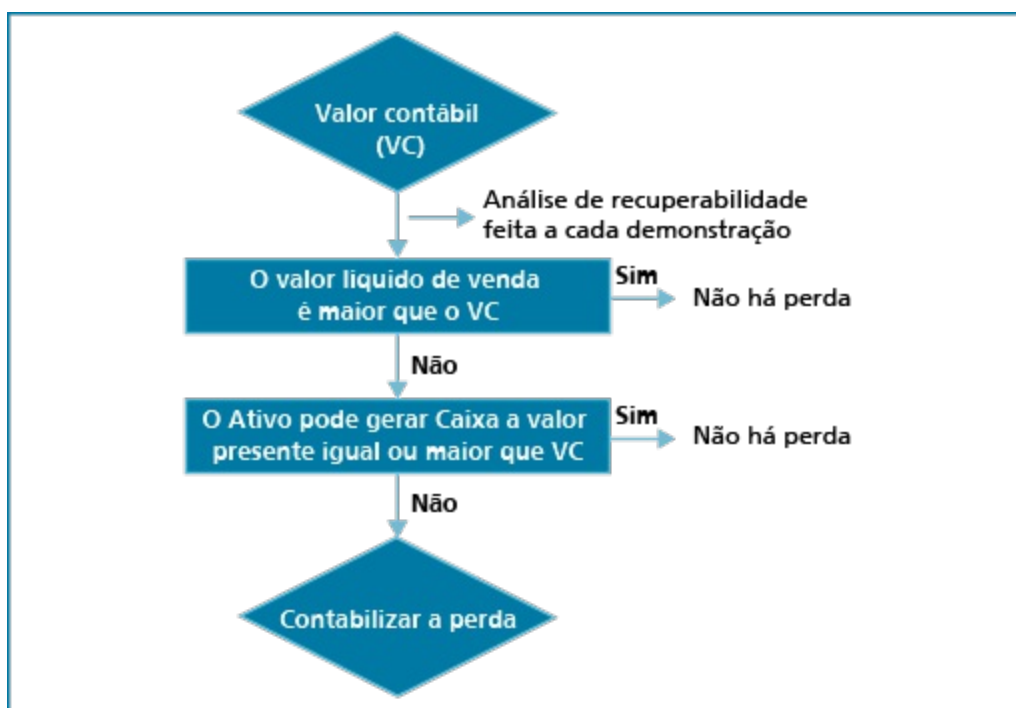 Valor contábil
(VC)
Análise de recuperabilidade
feita a cada demonstração
O valor líquido de venda
é maior que o VC
Sim
Não há perda
Não
O Ativo pode gerar Caixa a valor
presente igual ou maior que VC
Sim
Não há perda
Não
Contabilizar a perda